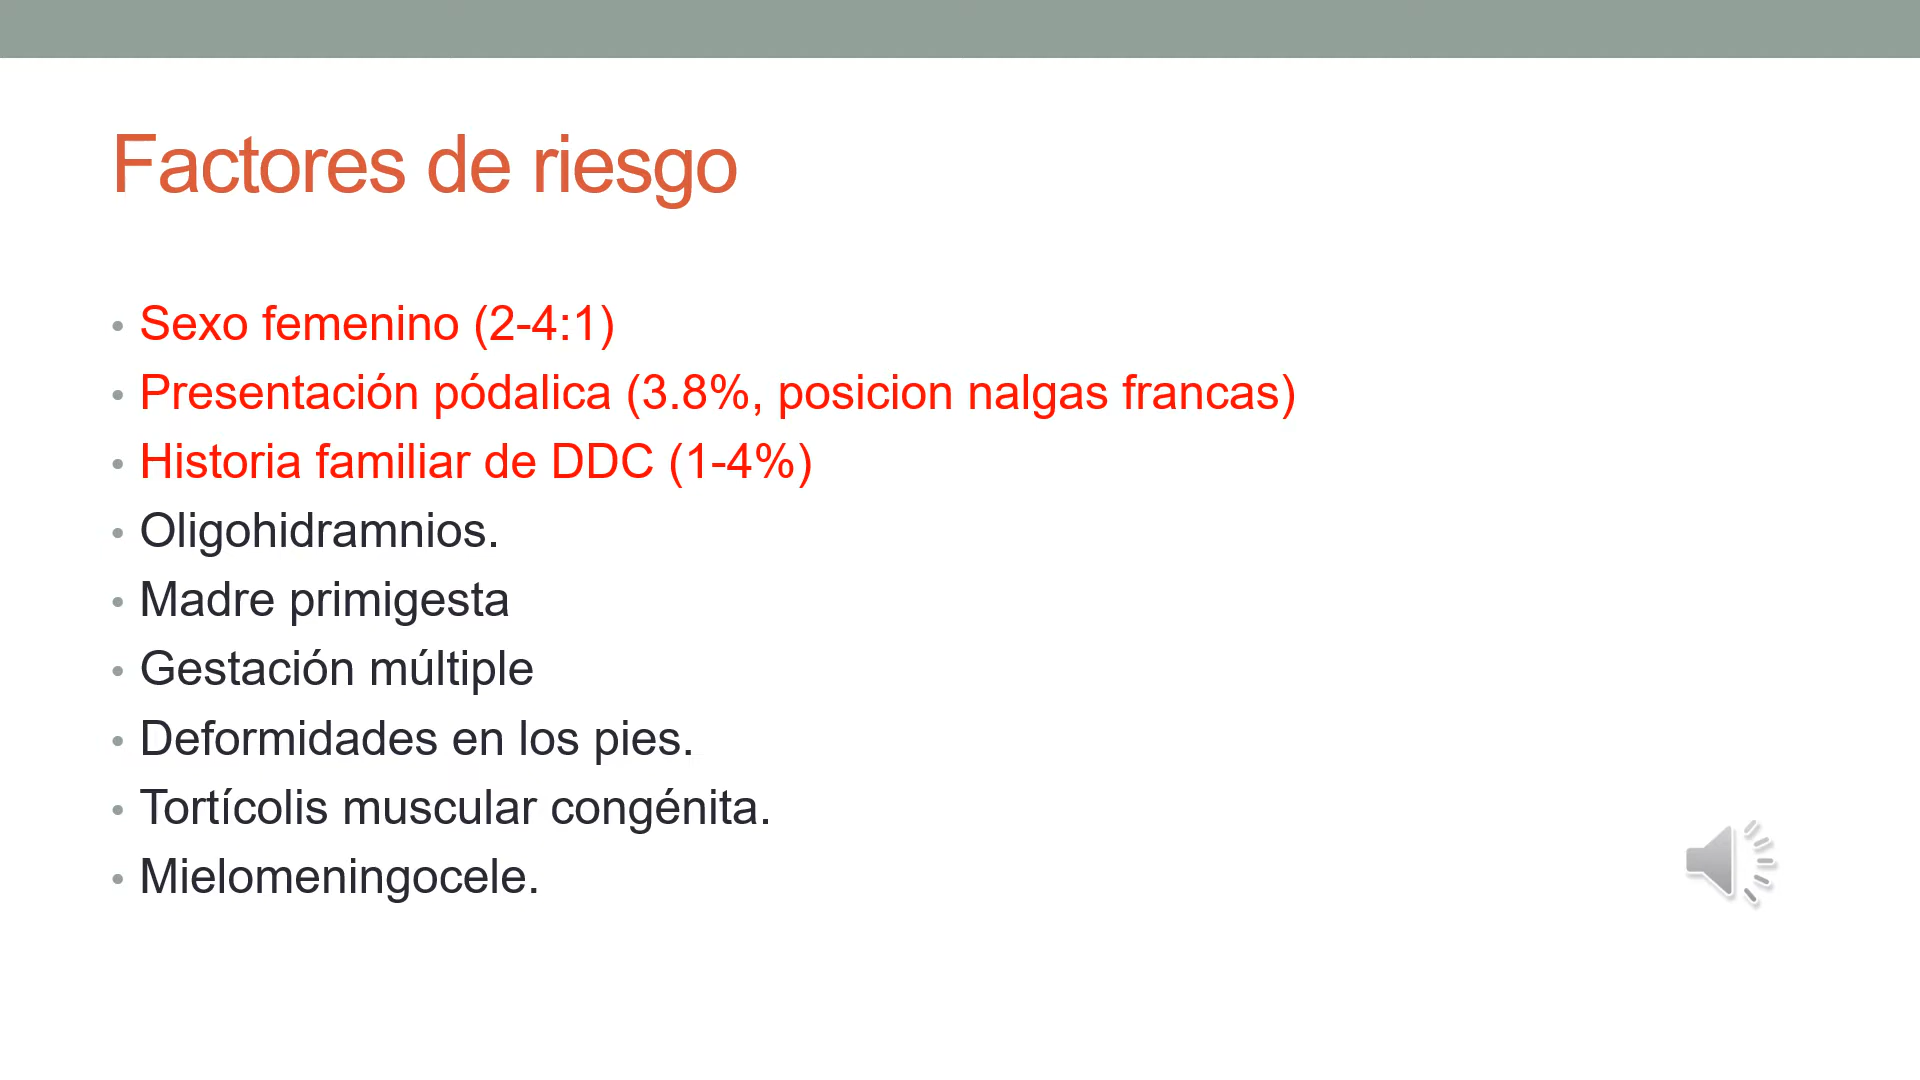 Factores de riesgo
• Sexo femenino (2-4:1)
• Presentación pódalica (3.8%, posicion nalgas francas)
• Historia familiar de DDC (1-4%)
• Oligohidramnios.
• Madre primigesta
• Gestación múltiple
• Deformidades en los pies.
• Tortícolis muscular congénita.
• Mielomeningocele.